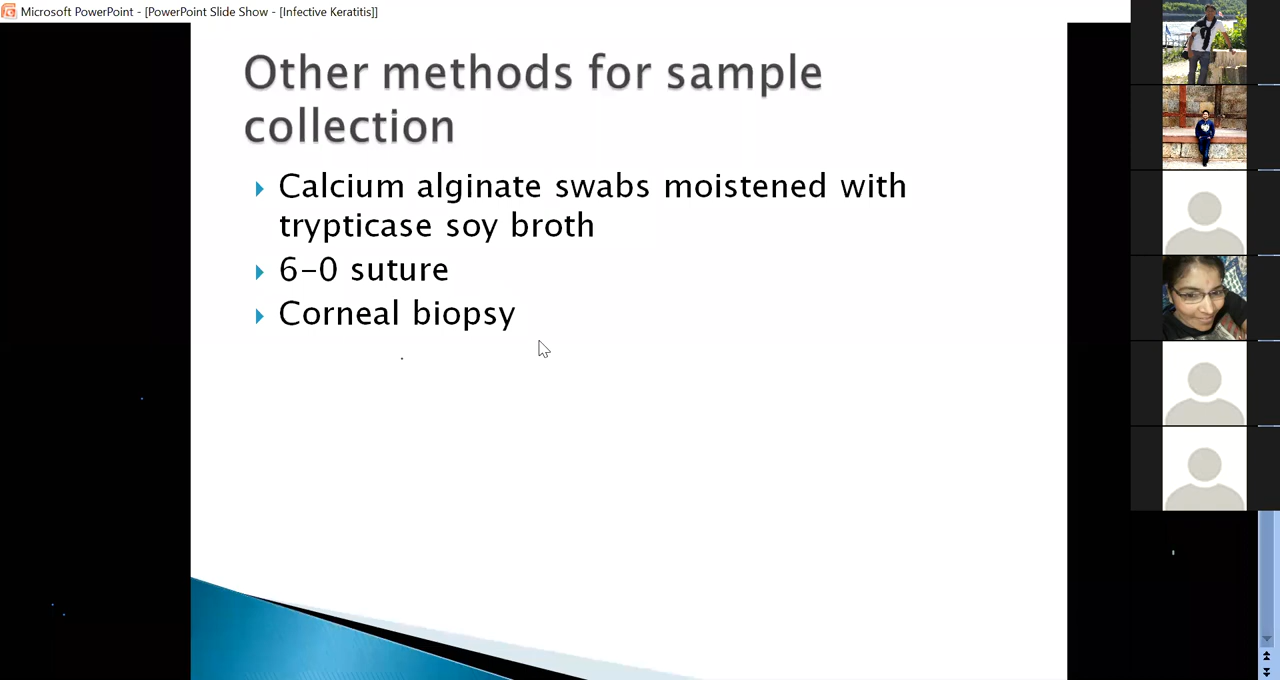 Microsoft PowerPoint - [PowerPoint Slide Show - [Infective Keratitis]]
Other methods for sample
collection
Calcium alginate swabs moistened with
trypticase soy broth
6-0 suture
Corneal biopsy